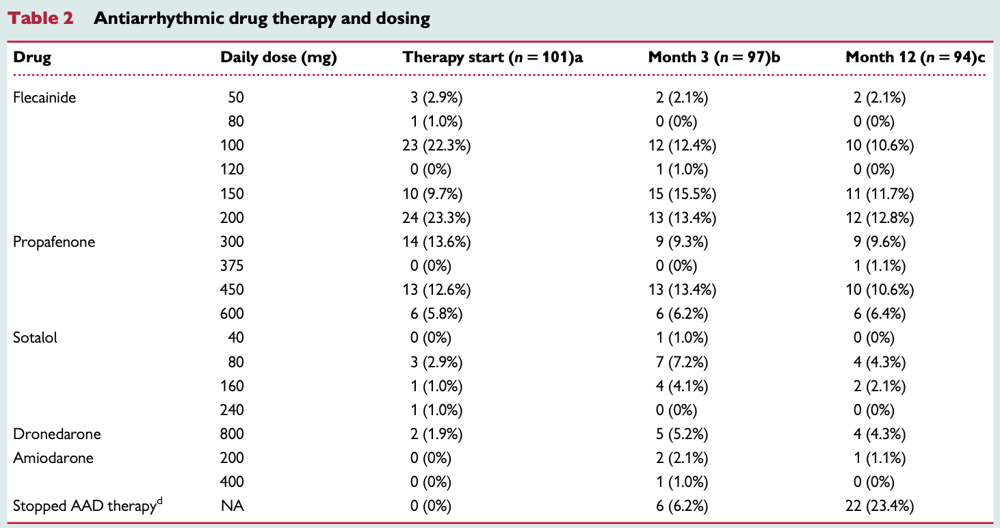 Table 2 Antiarrhythmic drug therapy and dosing
Drug Daily dose (mg) Therapy start (n = 101)a Month 3 (n = 97)b Month 12 (n = 94)c
Flecainide 50 3 (2.9%) 2 (2.1%) 2 (2.1%)
80 1 (1.0%) 0 (0%) 0 (0%)
100 23 (22.3%) 12 (12.4%) 10 (10.6%)
120 0 (0%) 1 (1.0%) 0 (0%)
150 10 (9.7%) 15 (15.5%) 11 (11.7%)
200 24 (23.3%) 13 (13.4%) 12 (12.8%)
Propafenone 300 14 (13.6%) 9 (9.3%) 9 (9.6%)
375 0 (0%) 0 (0%) 1 (1.1%)
450 13 (12.6%) 13 (13.4%) 10 (10.6%)
600 6 (5.8%) 6 (6.2%) 6 (6.4%)
Sotalol 40 0 (0%) 1 (1.0%) 0 (0%)
80 3 (2.9%) 7 (7.2%) 4 (4.3%)
160 1 (1.0%) 4 (4.1%) 2 (2.1%)
240 1 (1.0%) 0 (0%) 0 (0%)
Dronedarone 800 2 (1.9%) 5 (5.2%) 4 (4.3%)
Amiodarone 200 0 (0%) 2 (2.1%) 1 (1.1%)
400 0 (0%) 1 (1.0%) 0 (0%)
Stopped AAD therapyᵈ NA 0 (0%) 6 (6.2%) 22 (23.4%)